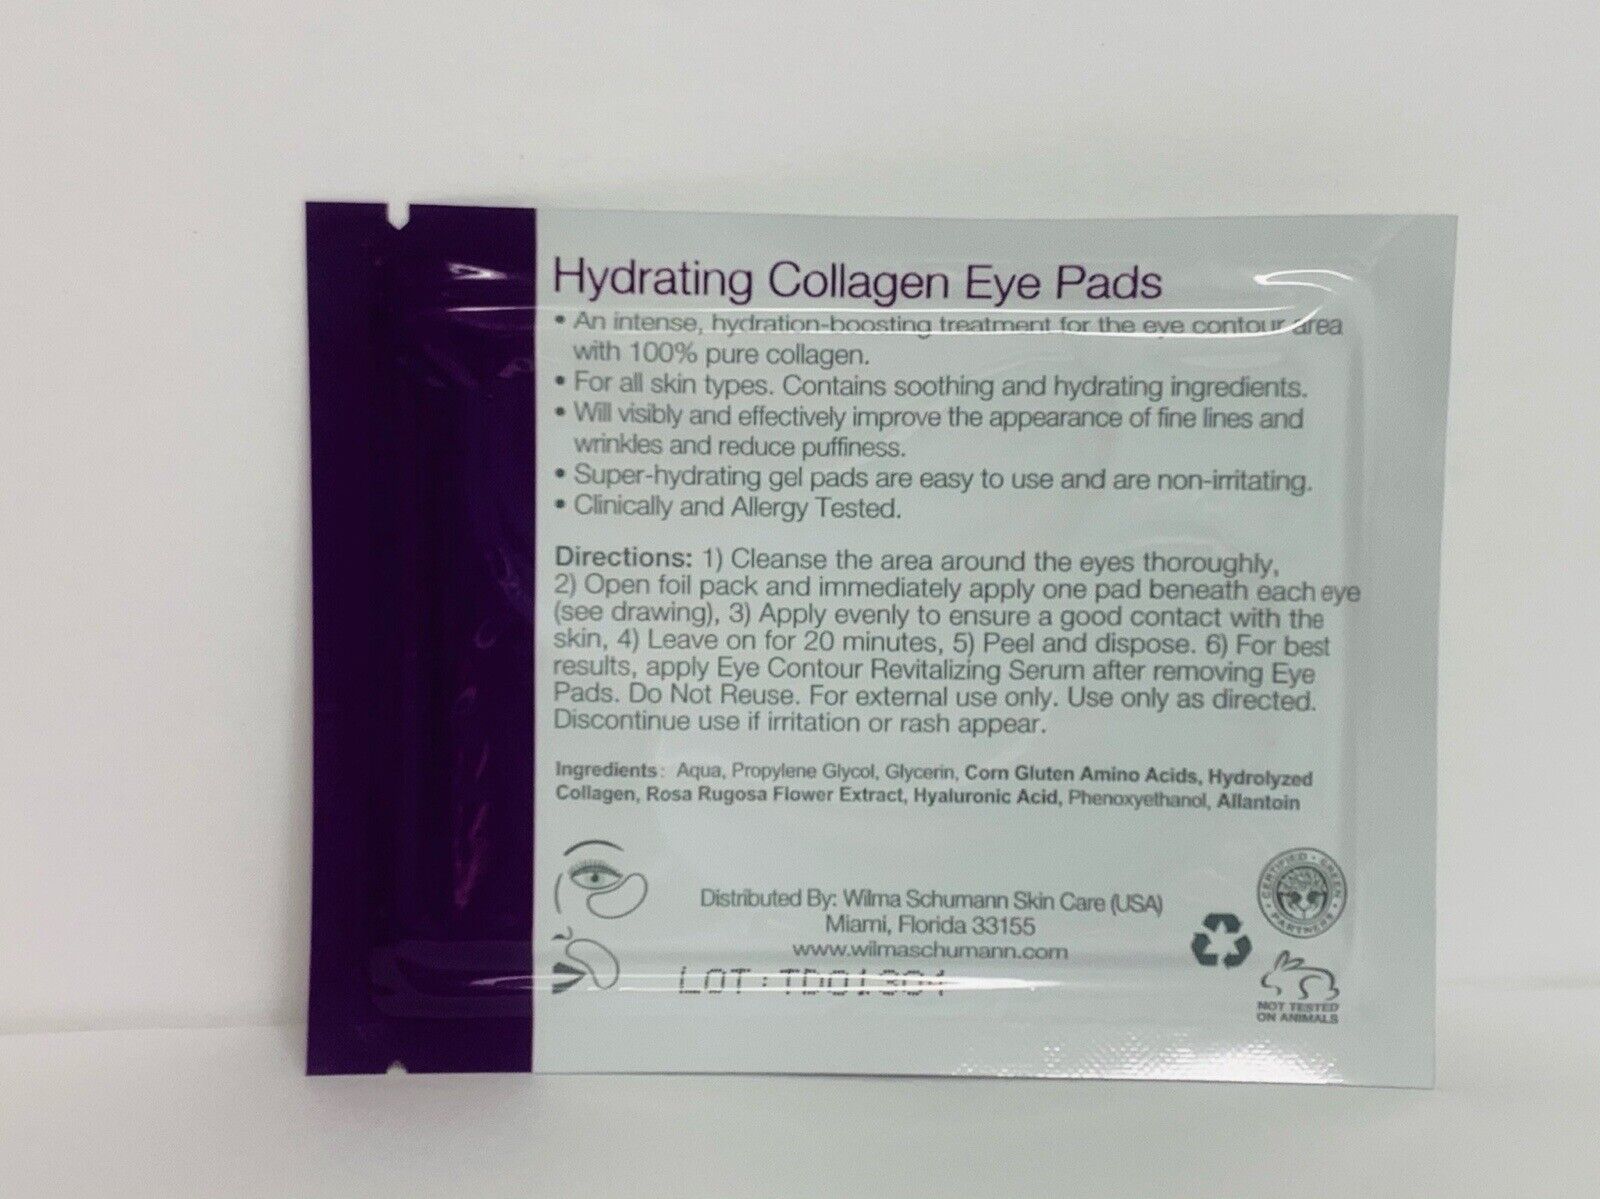 Hydrating Collagen Eye Pads
• An intense, hydration-boosting treatment for the eye contour area
with 100% pure collagen.
• For all skin types. Contains soothing and hydrating ingredients.
• Will visibly and effectively improve the appearance of fine lines and
wrinkles and reduce puffiness.
• Super-hydrating gel pads are easy to use and are non-irritating.
• Clinically and Allergy Tested.
Directions: 1) Cleanse the area around the eyes thoroughly,
2) Open foil pack and immediately apply one pad beneath each eye
(see drawing), 3) Apply evenly to ensure a good contact with the
skin, 4) Leave on for 20 minutes, 5) Peel and dispose. 6) For best
results, apply Eye Contour Revitalizing Serum after removing Eye
Pads. Do Not Reuse. For external use only. Use only as directed.
Discontinue use if irritation or rash appear.
Ingredients: Aqua, Propylene Glycol, Glycerin, Corn Gluten Amino Acids, Hydrolyzed
Collagen, Rosa Rugosa Flower Extract, Hyaluronic Acid, Phenoxyethanol, Allantoin
Distributed By: Wilma Schumann Skin Care (USA)
Miami, Florida 33155
www.wilmaschumann.com
LOT:
CERTIFIED • GREEN • PARTNERS •
NOT TESTED
ON ANIMALS